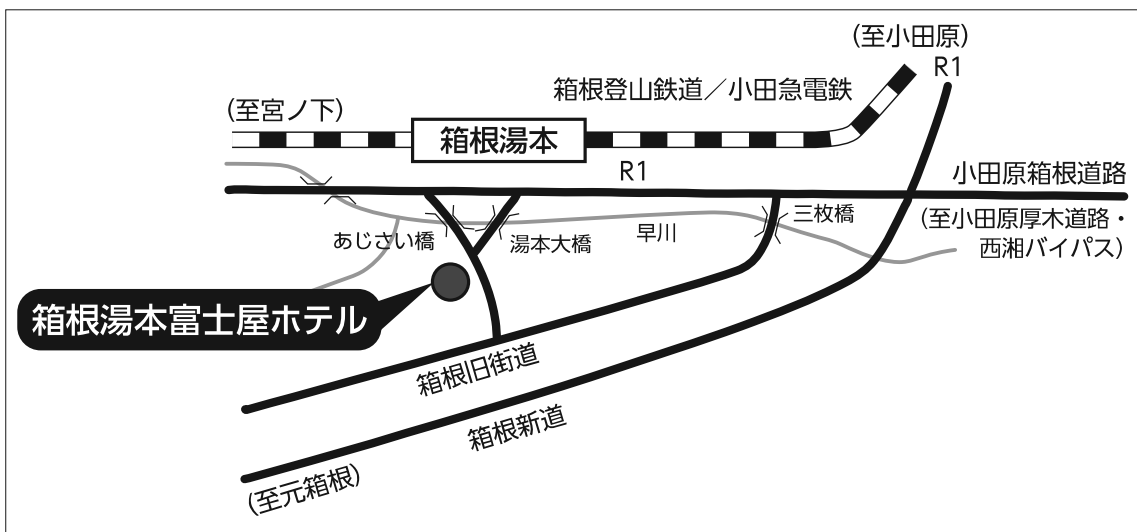 (至小田原)
R1
箱根登山鉄道／小田急電鉄
(至宮ノ下)
箱根湯本
R1
小田原箱根道路
(至小田原厚木道路・
西湘バイパス)
三枚橋
早川
あじさい橋
湯本大橋
箱根湯本富士屋ホテル
箱根旧街道
箱根新道
(至元箱根)